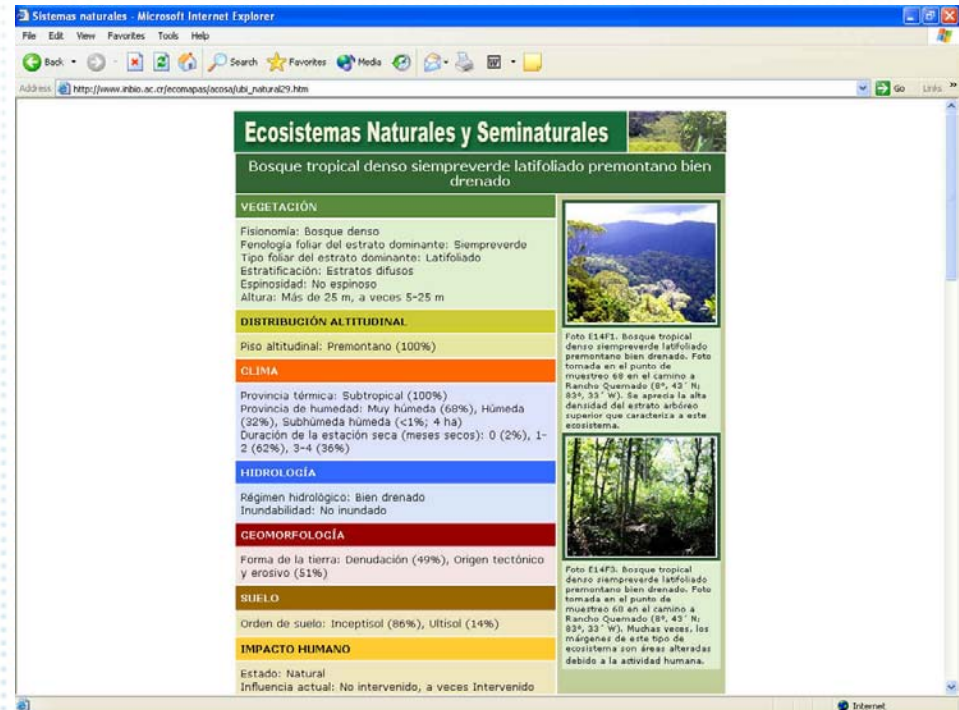 Sistemas naturales - Microsoft Internet Explorer
File Edit View Favorites Tools Help
Back Search Favorites Media
Address http://www.inbio.ac.cr/ecomapas/acosa/ubi_natural29.htm Go Links »
Ecosistemas Naturales y Seminaturales
Bosque tropical denso siempreverde latifoliado premontano bien
drenado
VEGETACIÓN
Fisionomía: Bosque denso
Fenología foliar del estrato dominante: Siempreverde
Tipo foliar del estrato dominante: Latifoliado
Estratificación: Estratos difusos
Espinosidad: No espinoso
Altura: Más de 25 m, a veces 5-25 m
DISTRIBUCIÓN ALTITUDINAL
Piso altitudinal: Premontano (100%)
CLIMA
Provincia térmica: Subtropical (100%)
Provincia de humedad: Muy húmeda (68%), Húmeda
(32%), Subhúmeda húmeda (<1%; 4 ha)
Duración de la estación seca (meses secos): 0 (2%), 1-
2 (62%), 3-4 (36%)
HIDROLOGÍA
Régimen hidrológico: Bien drenado
Inundabilidad: No inundado
GEOMORFOLOGÍA
Forma de la tierra: Denudación (49%), Origen tectónico
y erosivo (51%)
SUELO
Orden de suelo: Inceptisol (86%), Ultisol (14%)
IMPACTO HUMANO
Estado: Natural
Influencia actual: No intervenido, a veces Intervenido
Foto E14F1. Bosque tropical
denso siempreverde latifoliado
premontano bien drenado. Foto
tomada en el punto de
muestreo 68 en el camino a
Rancho Quemado (8º, 43´ N;
83º, 33´ W). Se aprecia la alta
densidad del estrato arbóreo
superior que caracteriza a este
ecosistema.
Foto E14F3. Bosque tropical
denso siempreverde latifoliado
premontano bien drenado. Foto
tomada en el punto de
muestreo 68 en el camino a
Rancho Quemado (8º, 43´ N;
83º, 33´ W). Muchas veces, los
márgenes de este tipo de
ecosistema son áreas alteradas
debido a la actividad humana.
Internet